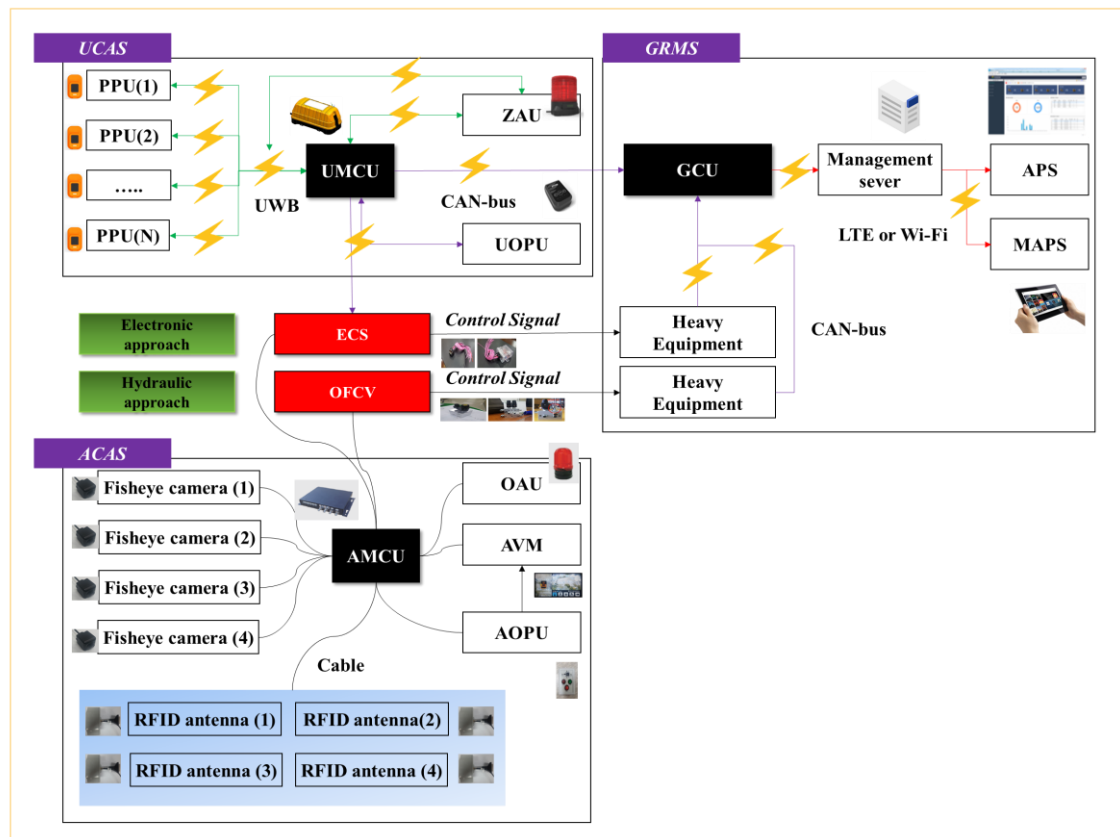 UCAS
GRMS
PPU(1)
PPU(2)
…..
PPU(N)
ZAU
UMCU
UWB
CAN-bus
UOPU
GCU
Management
sever
APS
LTE or Wi-Fi
MAPS
Electronic
approach
ECS
Control Signal
Heavy
Equipment
CAN-bus
Hydraulic
approach
OFCV
Control Signal
Heavy
Equipment
ACAS
Fisheye camera (1)
Fisheye camera (2)
Fisheye camera (3)
Fisheye camera (4)
AMCU
OAU
AVM
AOPU
Cable
RFID antenna (1)
RFID antenna(2)
RFID antenna (3)
RFID antenna (4)